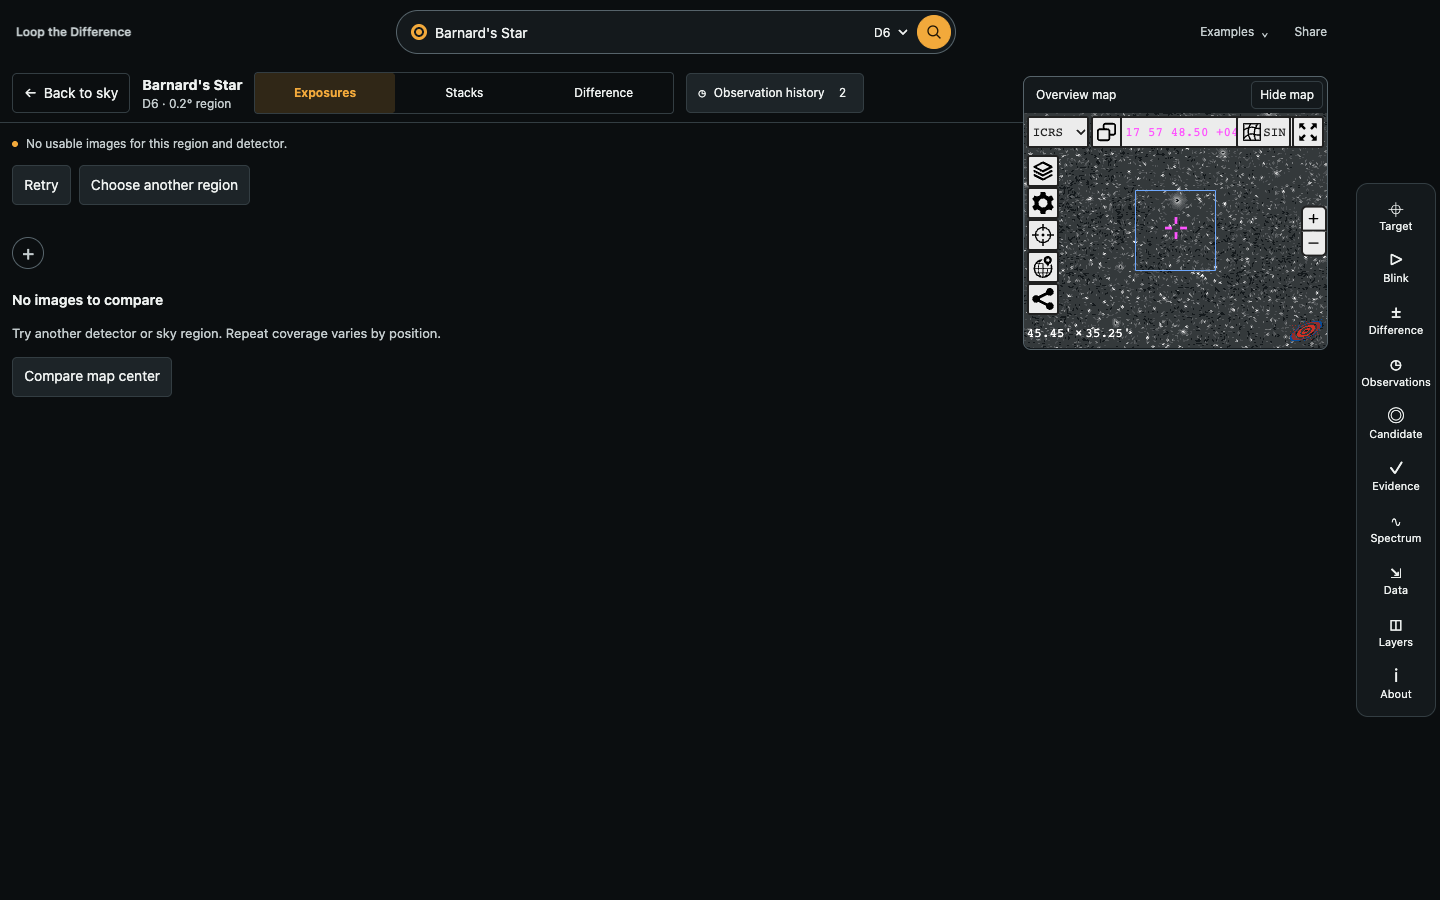 Loop the Difference
Barnard's Star
D6
Examples
Share
Back to sky
Barnard's Star
D6 · 0.2° region
Exposures
Stacks
Difference
Observation history 2
No usable images for this region and detector.
Retry
Choose another region
+
No images to compare
Try another detector or sky region. Repeat coverage varies by position.
Compare map center
Overview map
Hide map
ICRS
17 57 48.50 +04
SIN
+
−
45.45' × 35.25'
Target
Blink
Difference
Observations
Candidate
Evidence
Spectrum
Data
Layers
About